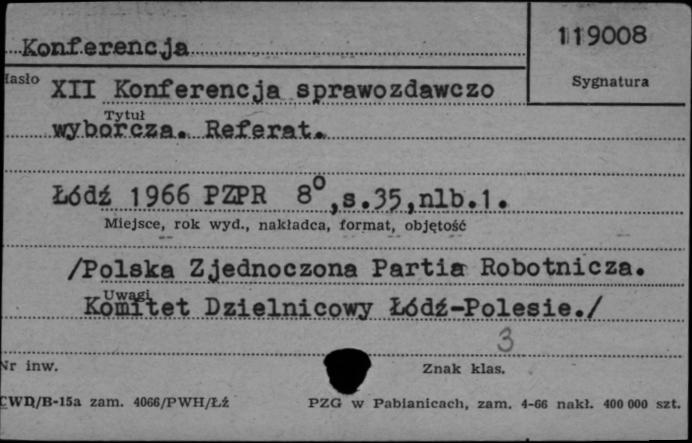 119008
Konferencja
Hasło
Sygnatura
XII Konferencja sprawozdawczo
Tytuł
wyborcza. Referat.
Łódź 1966 PZPR 8⁰,s.35,nlb.1.
Miejsce, rok wyd., nakładca, format, objętość
/Polska Zjednoczona Partia Robotnicza.
Uwagi
Komitet Dzielnicowy Łódź-Polesie./
3
Nr inw.
Znak klas.
CWD/B-15a zam. 4066/PWH/Łź
PZG w Pabianicach, zam. 4-66 nakł. 400 000 szt.